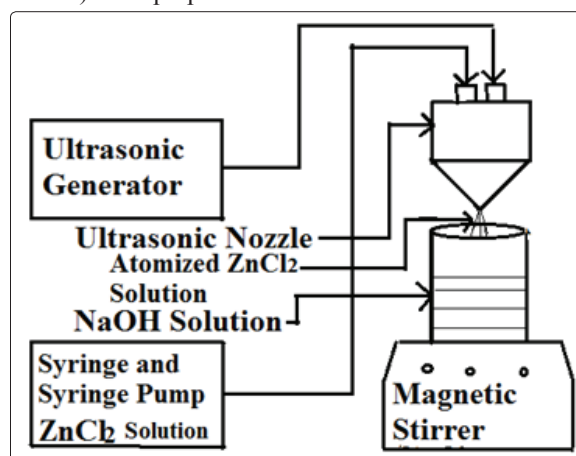 Ultrasonic
Generator
Ultrasonic Nozzle
Atomized ZnCl₂
Solution
NaOH Solution
Syringe and
Syringe Pump
ZnCl₂ Solution
Magnetic
Stirrer